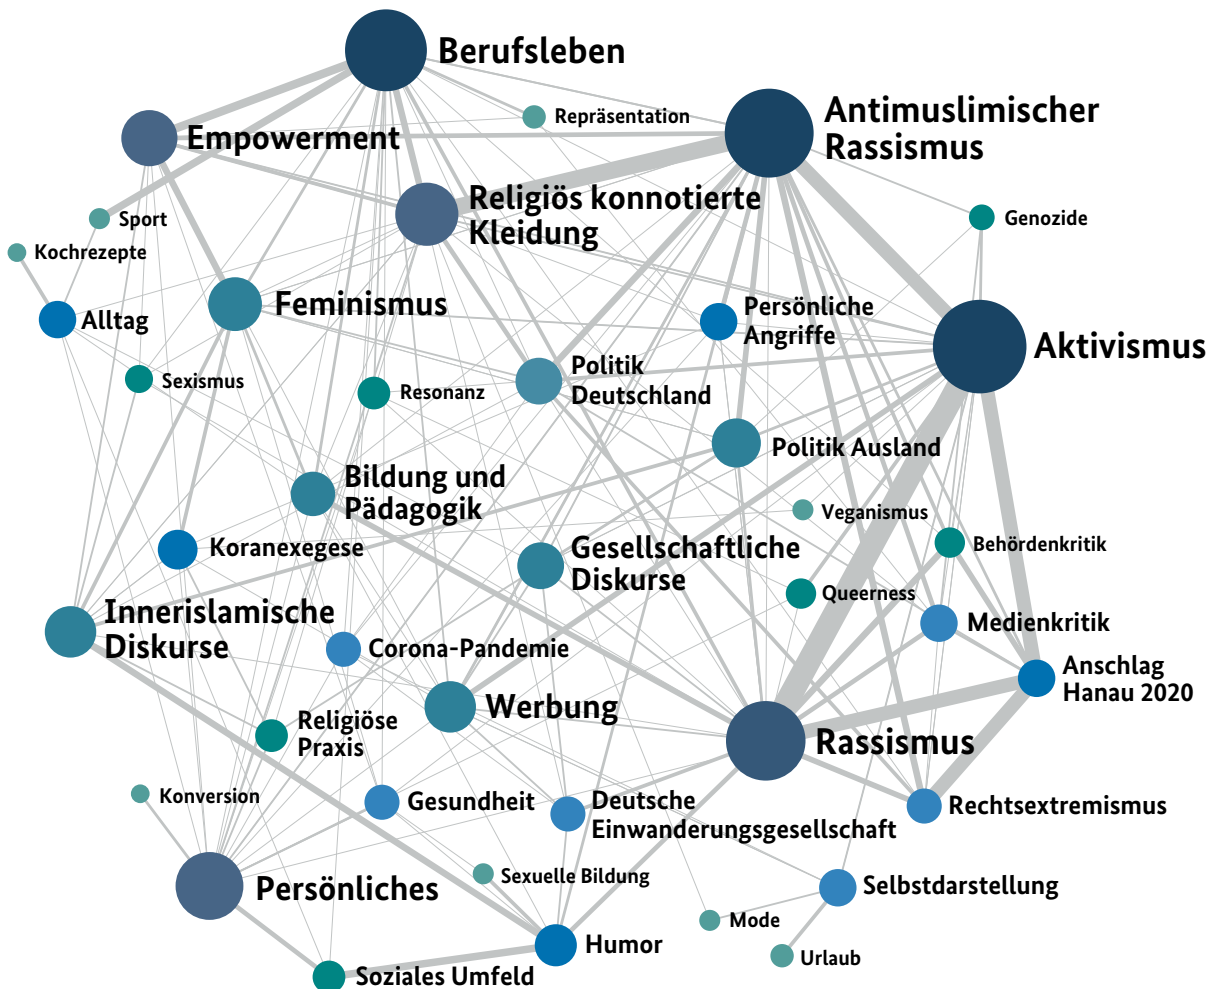 Berufsleben
Antimuslimischer
Rassismus
Repräsentation
Empowerment
Religiös konnotierte
Kleidung
Sport
Genozide
Kochrezepte
Feminismus
Persönliche
Angriffe
Alltag
Aktivismus
Sexismus
Resonanz
Politik
Deutschland
Politik Ausland
Bildung und
Pädagogik
Veganismus
Koranexegese
Gesellschaftliche
Diskurse
Behördenkritik
Queerness
Innerislamische
Diskurse
Corona-Pandemie
Medienkritik
Anschlag
Hanau 2020
Werbung
Religiöse
Praxis
Rassismus
Konversion
Gesundheit
Deutsche
Einwanderungsgesellschaft
Rechtsextremismus
Persönliches
Sexuelle Bildung
Selbstdarstellung
Mode
Humor
Urlaub
Soziales Umfeld